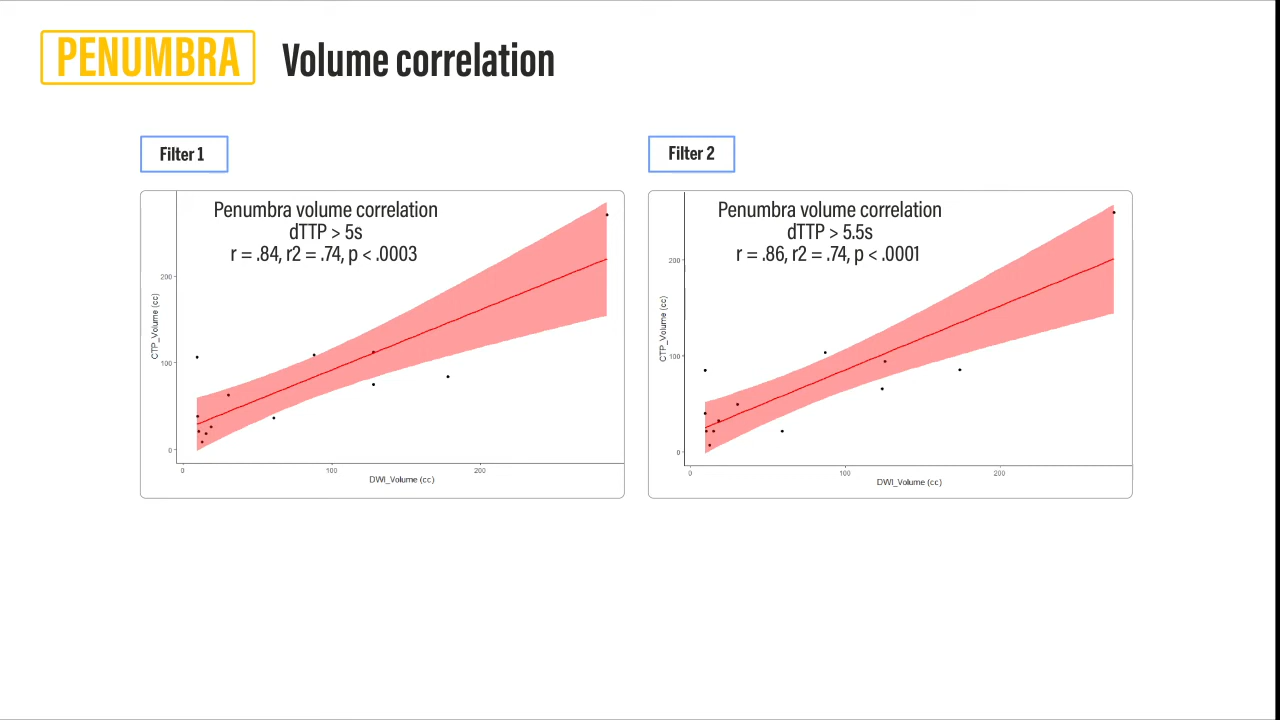 PENUMBRA Volume correlation
Filter 1
Penumbra volume correlation
dTTP > 5s
r = .84, r2 = .74, p < .0003
CTP_Volume (cc)
200
100
0
0 100 200
DWI_Volume (cc)
Filter 2
Penumbra volume correlation
dTTP > 5.5s
r = .86, r2 = .74, p < .0001
CTP_Volume (cc)
200
100
0
0 100 200
DWI_Volume (cc)